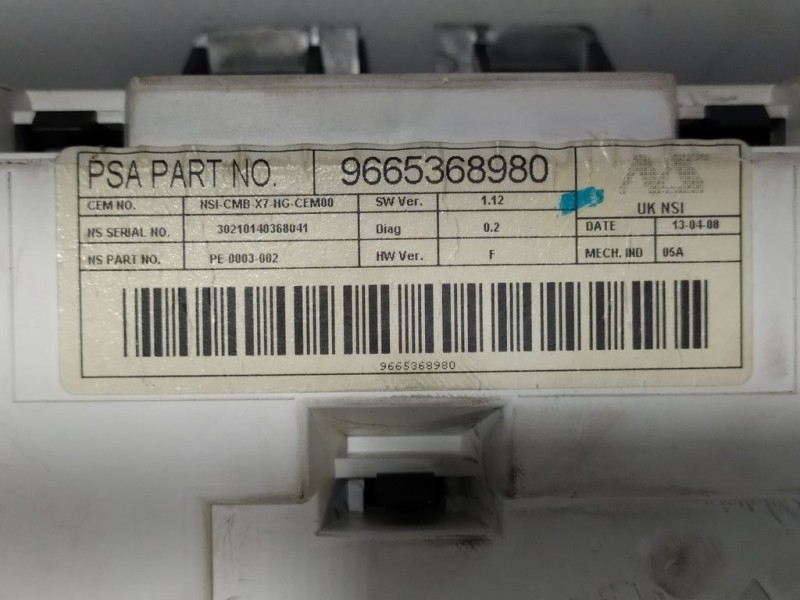 PSA PART NO. 9665368980
CEM NO. NSI-CMB-X7-HG-CEM00 SW Ver. 1.12
UK NSI
NS SERIAL NO. 30210140368041 Diag 0.2 DATE 13-04-08
NS PART NO. PE-0003-002 HW Ver. F MECH. IND 05A
9665368980